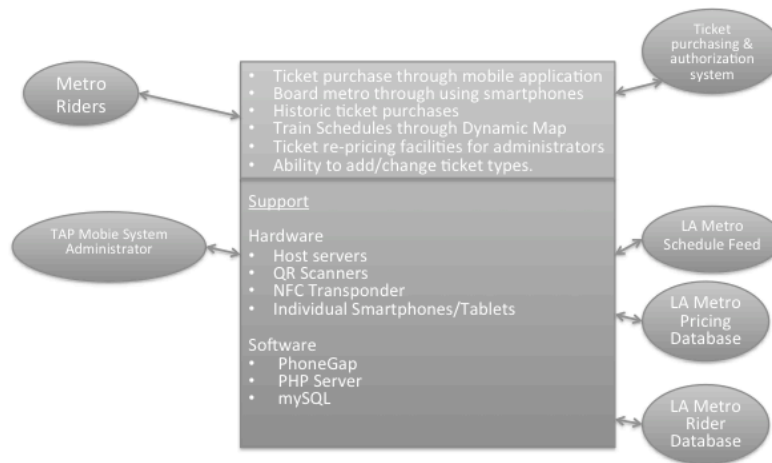 Metro
Riders
Ticket
purchasing &
authorization
system
• Ticket purchase through mobile application
• Board metro through using smartphones
• Historic ticket purchases
• Train Schedules through Dynamic Map
• Ticket re-pricing facilities for administrators
• Ability to add/change ticket types.
TAP Mobie System
Administrator
Support
Hardware
• Host servers
• QR Scanners
• NFC Transponder
• Individual Smartphones/Tablets
Software
• PhoneGap
• PHP Server
• mySQL
LA Metro
Schedule Feed
LA Metro
Pricing
Database
LA Metro
Rider
Database